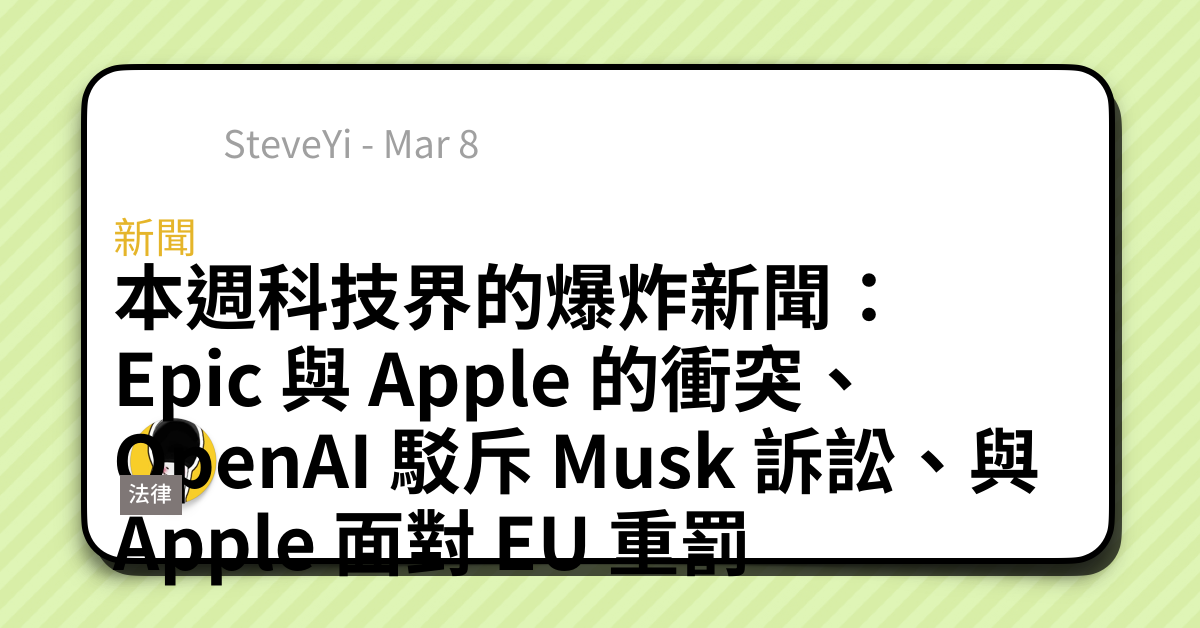 SteveYi - Mar 8
新聞
本週科技界的爆炸新聞：
Epic 與 Apple 的衝突、
OpenAI 駁斥 Musk 訴訟、與
法律
Apple 面對 EU 重罰